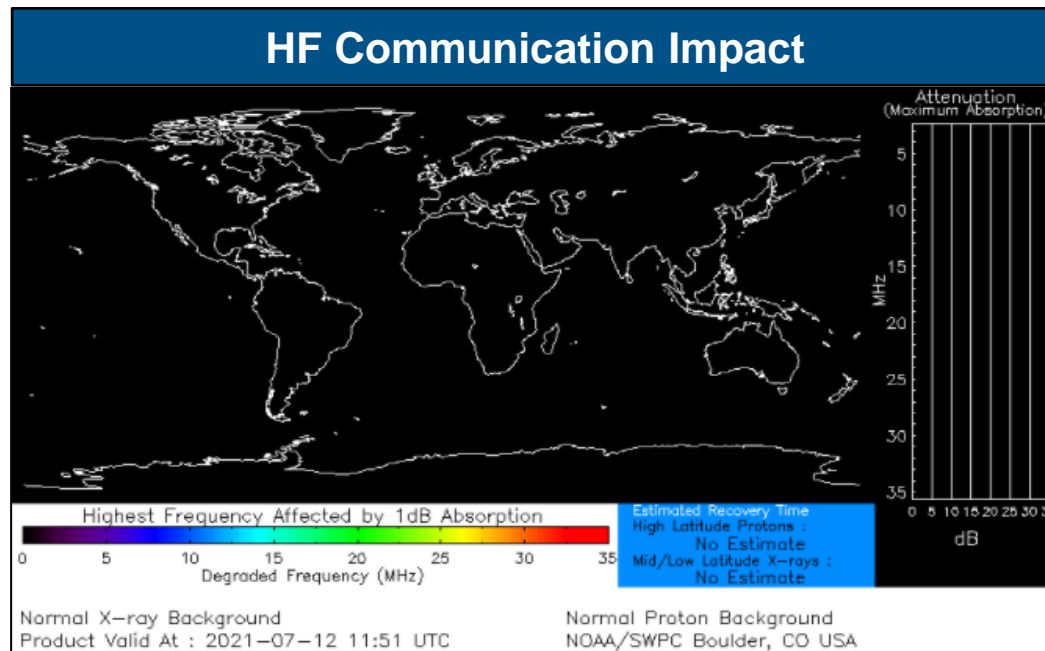 HF Communication Impact
Attenuation
(Maximum Absorption)
5
10
15
20
25
30
35
MHz
0 5 10 15 20 25 30
dB
Highest Frequency Affected by 1dB Absorption
0 5 10 15 20 25 30 35
Degraded Frequency (MHz)
Estimated Recovery Time
High Latitude Protons :
No Estimate
Mid/Low Latitude X-rays :
No Estimate
Normal X-ray Background
Product Valid At : 2021-07-12 11:51 UTC
Normal Proton Background
NOAA/SWPC Boulder, CO USA